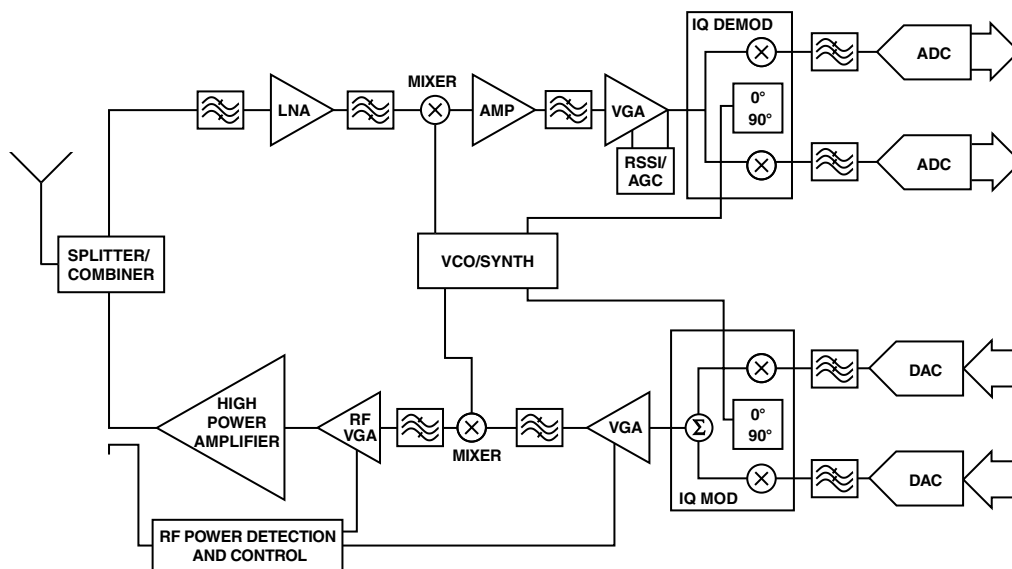 IQ DEMOD
ADC
MIXER
0°
LNA
AMP
VGA
90°
RSSI/
AGC
ADC
SPLITTER/
COMBINER
VCO/SYNTH
DAC
HIGH
POWER
AMPLIFIER
RF
VGA
0°
90°
VGA
Σ
MIXER
DAC
IQ MOD
RF POWER DETECTION
AND CONTROL